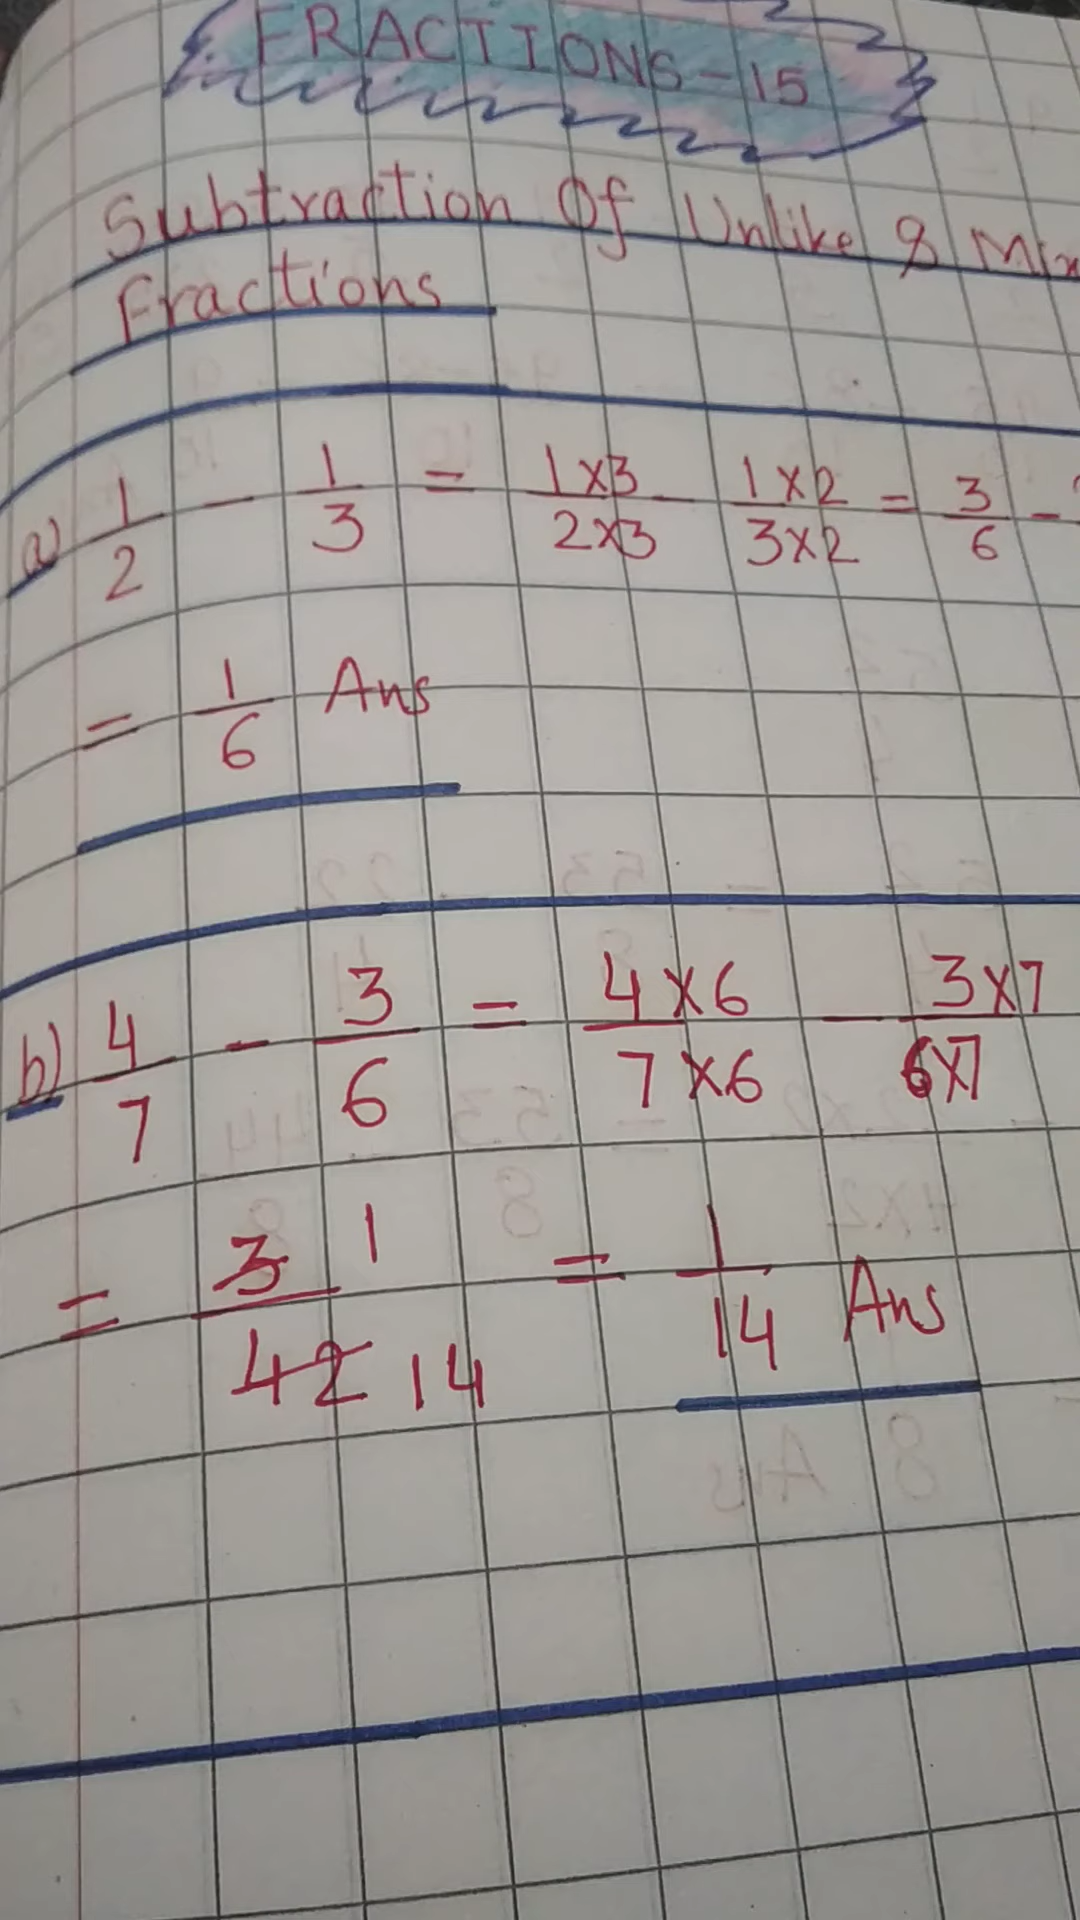 FRACTIONS-15
Subtraction Of Unlike &
Fractions
a) 1/2 - 1/3 = 1×3/2×3 - 1×2/3×2 = 3/6 -
= 1/6 Ans
b) 4/7 - 3/6 = 4×6/7×6 - 3×7/6×7
= 3/42 1/14 = 1/14 Ans